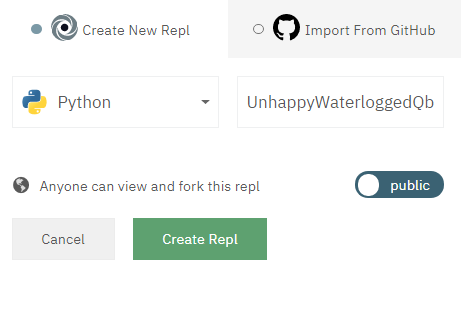 Create New Repl
Import From GitHub
Python
UnhappyWaterloggedQb
Anyone can view and fork this repl
public
Cancel
Create Repl